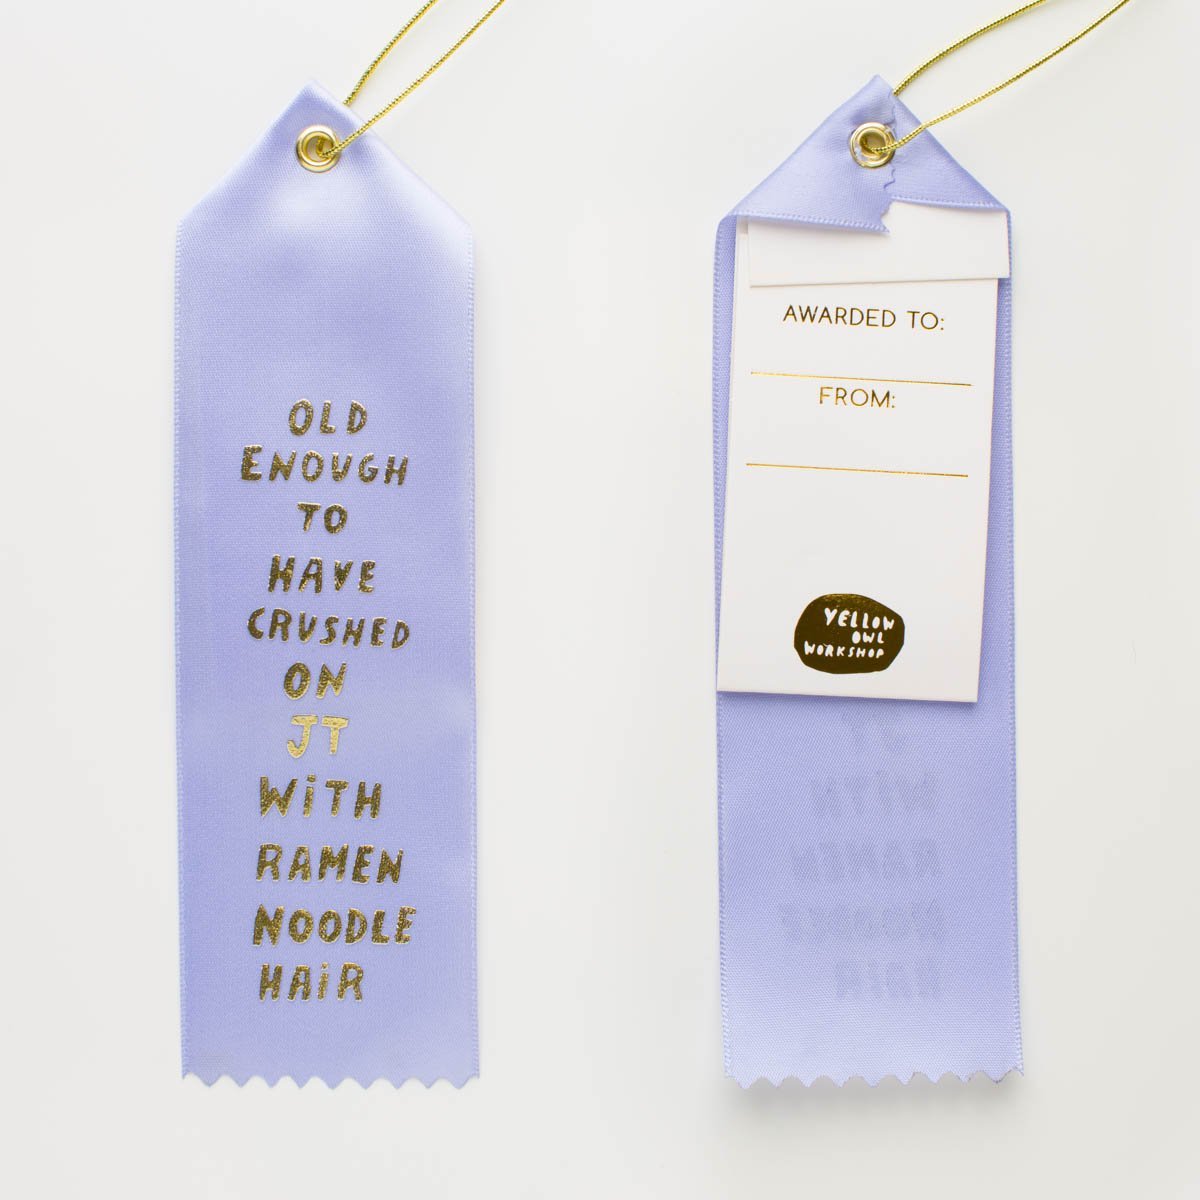 OLD
ENOUGH
TO
HAVE
CRUSHED
ON
JT
WiTH
RAMEN
NOODLE
HAiR
AWARDED TO:
FROM:
YELLOW
OWL
WORKSHOP